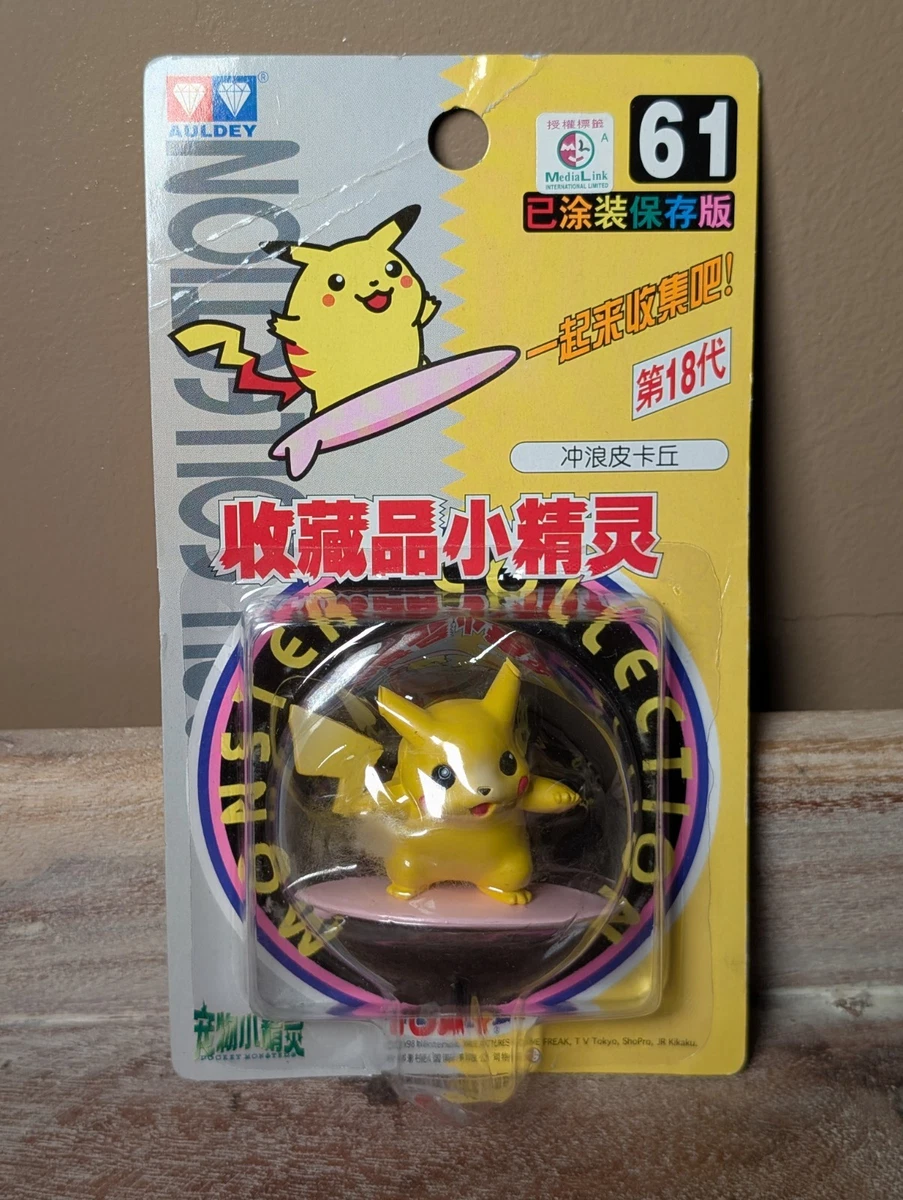 AULDEY®
授權標籤
A
MediaLink
INTERNATIONAL LIMITED
61
已涂装保存版
一起来收集吧!
第18代
冲浪皮卡丘
收藏品小精灵
MONSTER COLLECTION
宠物小精灵
POCKET MONSTERS
FREAK, T V Tokyo, ShoPro, JR Kikaku.